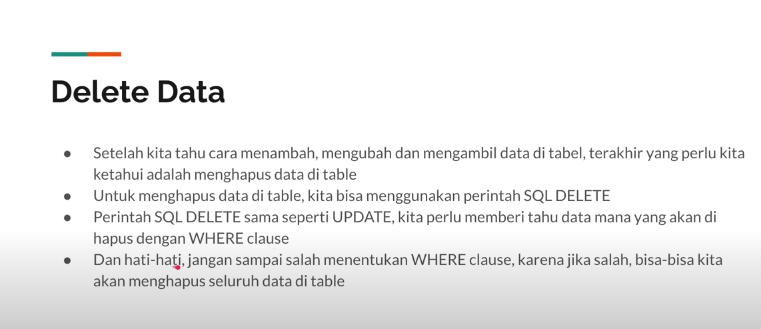 Delete Data
● Setelah kita tahu cara menambah, mengubah dan mengambil data di tabel, terakhir yang perlu kita
ketahui adalah menghapus data di table
● Untuk menghapus data di table, kita bisa menggunakan perintah SQL DELETE
● Perintah SQL DELETE sama seperti UPDATE, kita perlu memberi tahu data mana yang akan di
hapus dengan WHERE clause
● Dan hati-hati, jangan sampai salah menentukan WHERE clause, karena jika salah, bisa-bisa kita
akan menghapus seluruh data di table